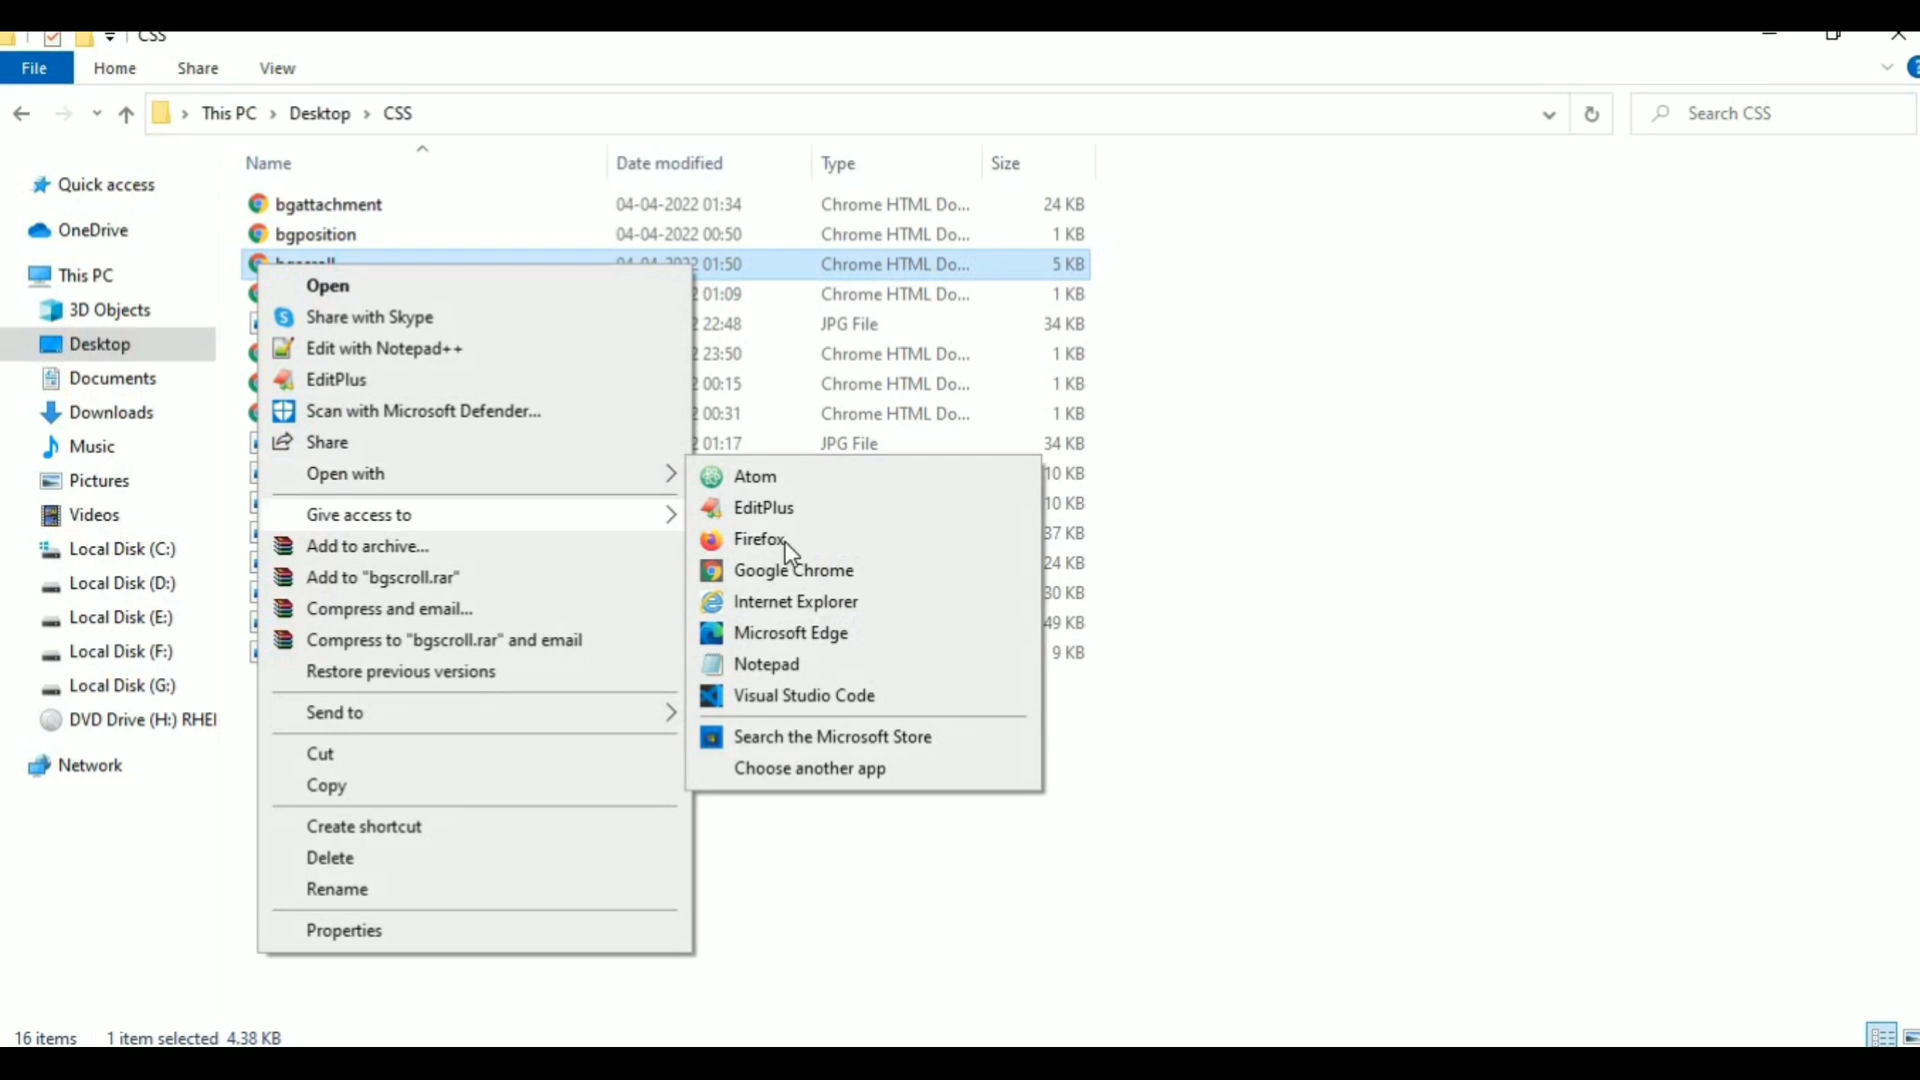 CSS
File Home Share View
This PC > Desktop > CSS
Search CSS
Name Date modified Type Size
Quick access
OneDrive
This PC
3D Objects
Desktop
Documents
Downloads
Music
Pictures
Videos
Local Disk (C:)
Local Disk (D:)
Local Disk (E:)
Local Disk (F:)
Local Disk (G:)
DVD Drive (H:) RHEI
Network
bgattachment 04-04-2022 01:34 Chrome HTML Do... 24 KB
bgposition 04-04-2022 00:50 Chrome HTML Do... 1 KB
bgscroll 04-04-2022 01:50 Chrome HTML Do... 5 KB
2 01:09 Chrome HTML Do... 1 KB
2 22:48 JPG File 34 KB
2 23:50 Chrome HTML Do... 1 KB
2 00:15 Chrome HTML Do... 1 KB
2 00:31 Chrome HTML Do... 1 KB
2 01:17 JPG File 34 KB
10 KB
10 KB
37 KB
24 KB
30 KB
49 KB
9 KB
Open
Share with Skype
Edit with Notepad++
EditPlus
Scan with Microsoft Defender...
Share
Open with
Give access to
Add to archive...
Add to "bgscroll.rar"
Compress and email...
Compress to "bgscroll.rar" and email
Restore previous versions
Send to
Cut
Copy
Create shortcut
Delete
Rename
Properties
Atom
EditPlus
Firefox
Google Chrome
Internet Explorer
Microsoft Edge
Notepad
Visual Studio Code
Search the Microsoft Store
Choose another app
16 items 1 item selected 4.38 KB